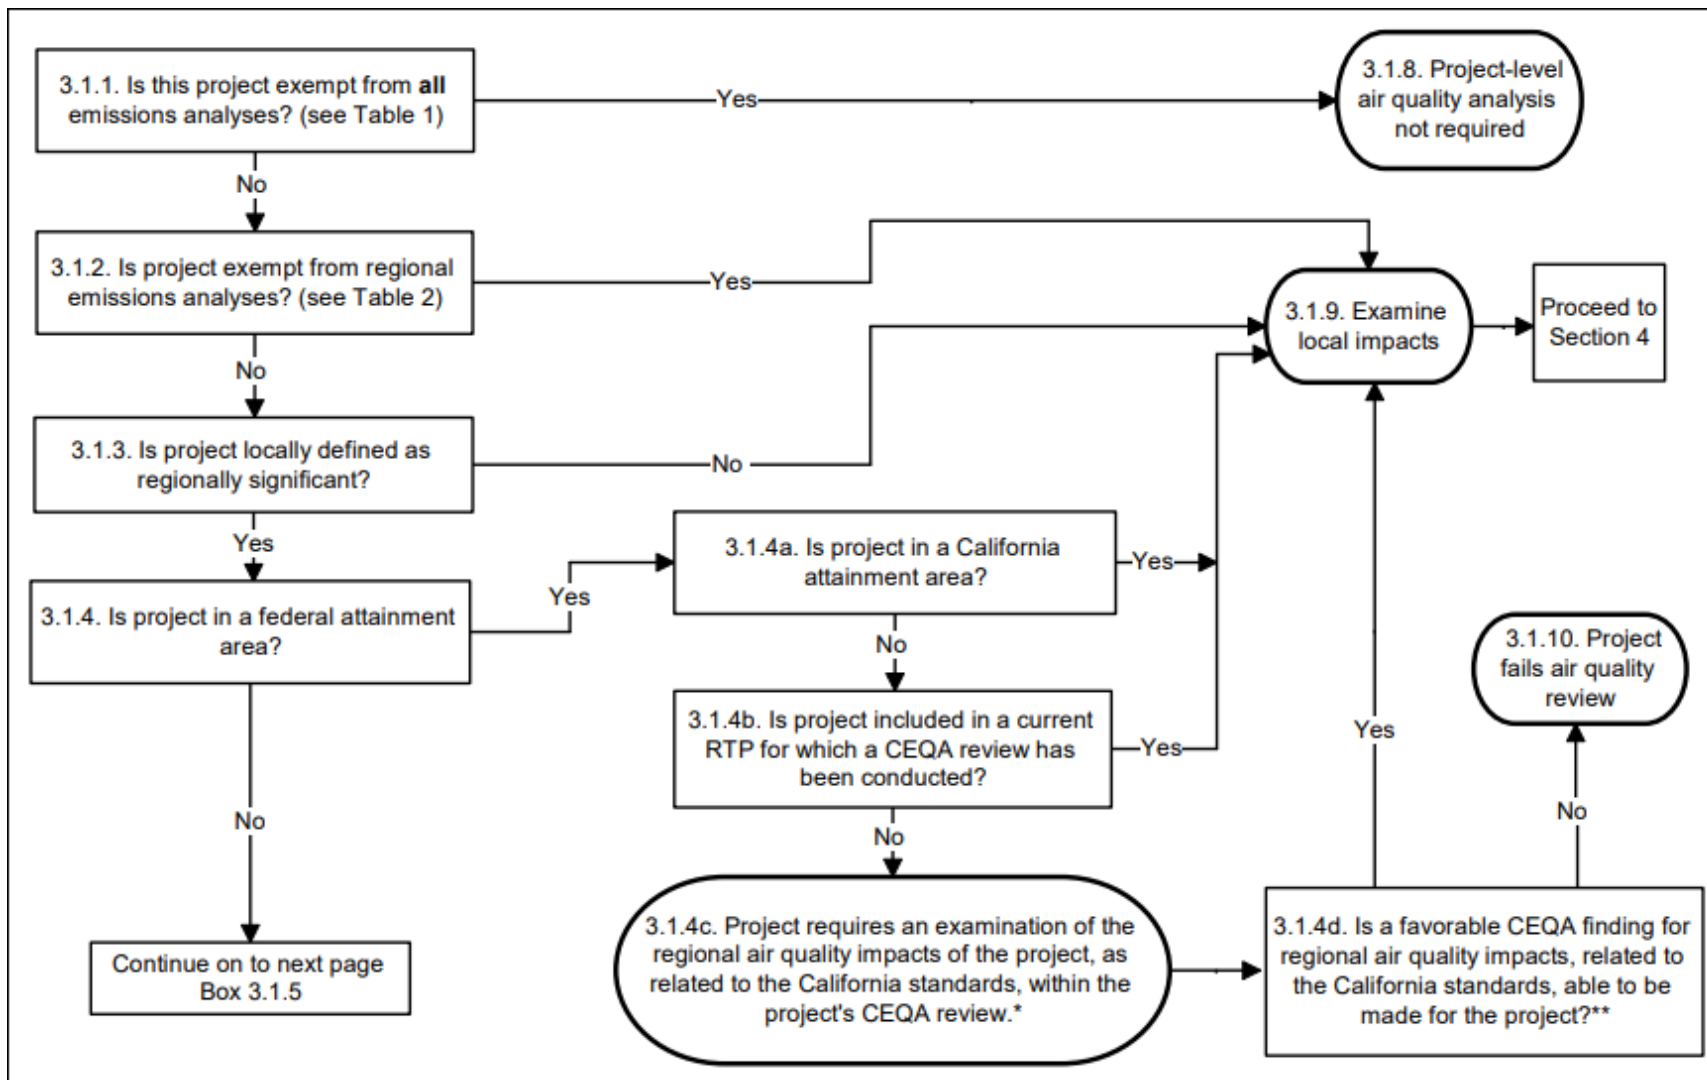 3.1.1. Is this project exempt from all
emissions analyses? (see Table 1)
Yes
3.1.8. Project-level
air quality analysis
not required
No
3.1.2. Is project exempt from regional
emissions analyses? (see Table 2)
Yes
3.1.9. Examine
local impacts
Proceed to
Section 4
No
3.1.3. Is project locally defined as
regionally significant?
No
Yes
3.1.4. Is project in a federal attainment
area?
Yes
3.1.4a. Is project in a California
attainment area?
Yes
No
3.1.4b. Is project included in a current
RTP for which a CEQA review has
been conducted?
Yes
No
3.1.4c. Project requires an examination of the
regional air quality impacts of the project, as
related to the California standards, within the
project's CEQA review.*
3.1.4d. Is a favorable CEQA finding for
regional air quality impacts, related to
the California standards, able to be
made for the project?**
Yes
No
3.1.10. Project
fails air quality
review
No
Continue on to next page
Box 3.1.5